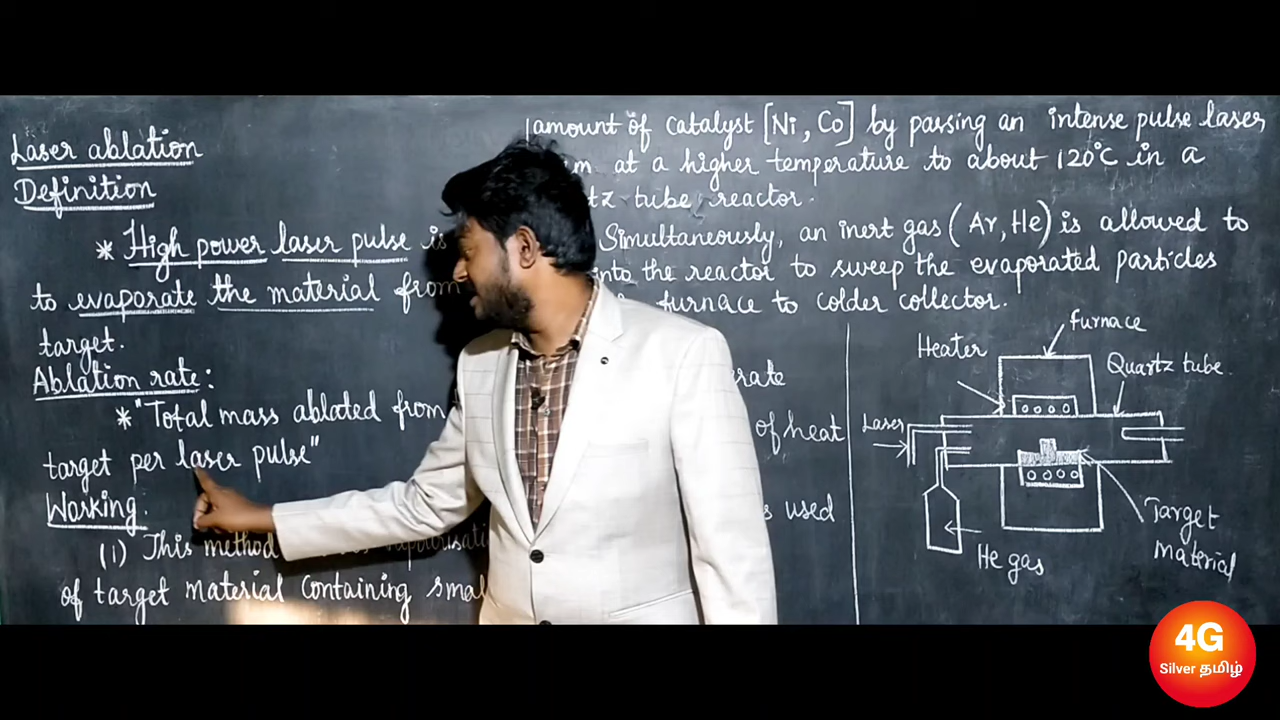 Laser ablation
Definition
* High power laser pulse is
to evaporate the material from
target.
Ablation rate:
* "Total mass ablated from
target per laser pulse"
Working:
(i) This method
of target material containing
amount of catalyst [Ni, Co] by passing an intense pulse laser
at a higher temperature to about 120°C in a
tube reactor.
Simultaneously, an inert gas (Ar, He) is allowed to
into the reactor to sweep the evaporated particles
furnace to colder collector.
of heat
used
furnace
Heater
Quartz tube.
Laser
He gas
Target
material
4G
Silver தமிழ்